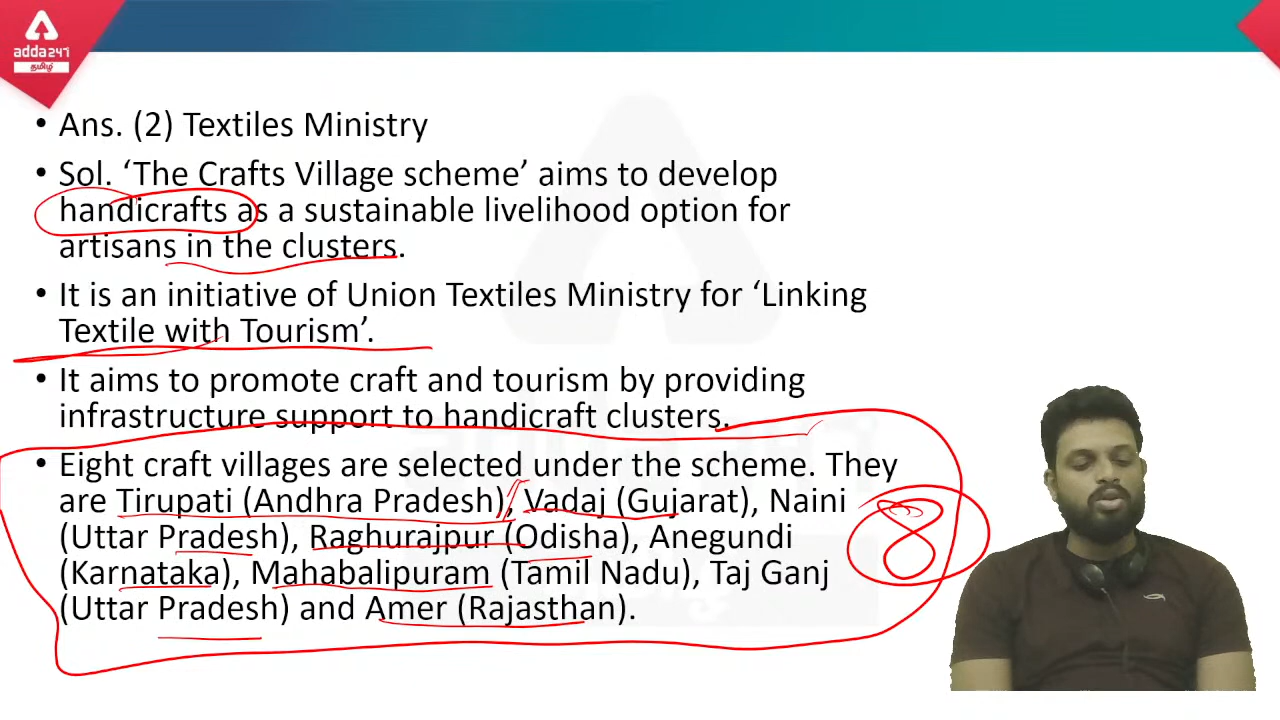 adda247
தமிழ்
• Ans. (2) Textiles Ministry
• Sol. ‘The Crafts Village scheme’ aims to develop
handicrafts as a sustainable livelihood option for
artisans in the clusters.
• It is an initiative of Union Textiles Ministry for ‘Linking
Textile with Tourism’.
• It aims to promote craft and tourism by providing
infrastructure support to handicraft clusters.
• Eight craft villages are selected under the scheme. They
are Tirupati (Andhra Pradesh), Vadaj (Gujarat), Naini
(Uttar Pradesh), Raghurajpur (Odisha), Anegundi
(Karnataka), Mahabalipuram (Tamil Nadu), Taj Ganj
(Uttar Pradesh) and Amer (Rajasthan).
8